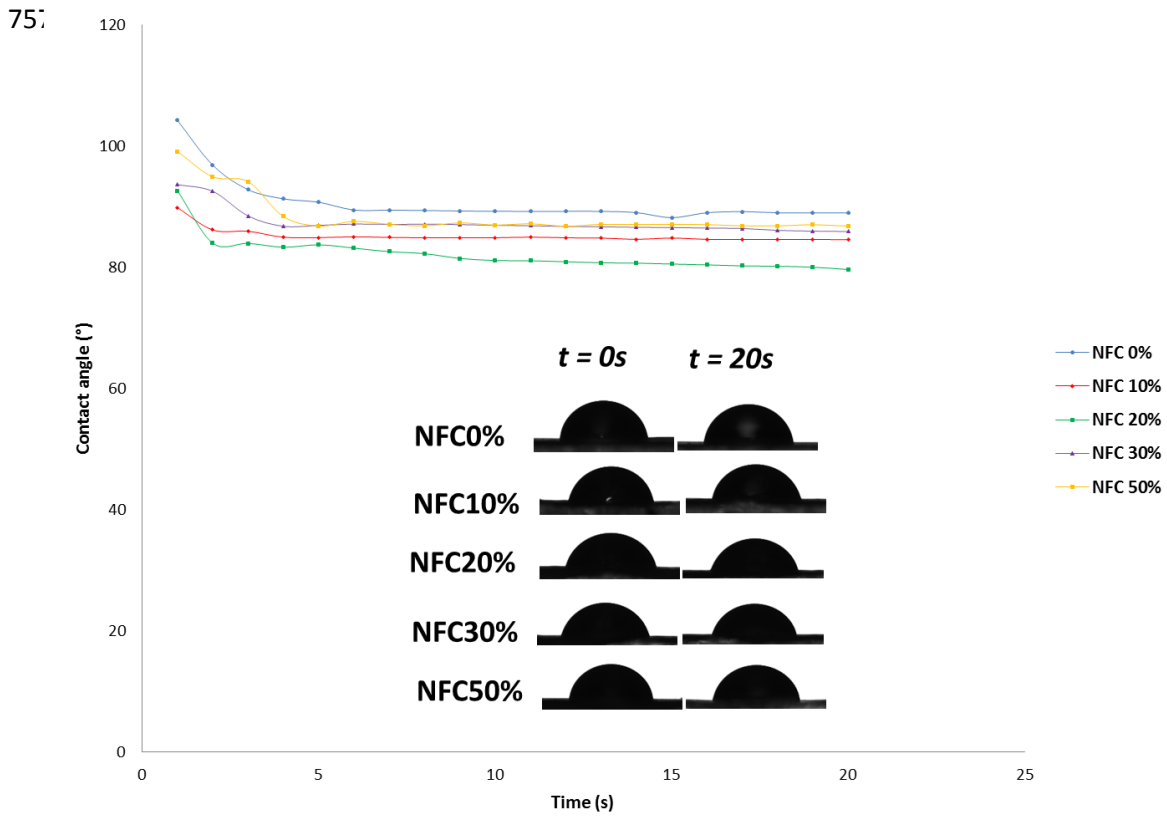 120
100
80
60
40
20
0
Contact angle (°)
0 5 10 15 20 25
Time (s)
t = 0s t = 20s
NFC0%
NFC10%
NFC20%
NFC30%
NFC50%
NFC 0%
NFC 10%
NFC 20%
NFC 30%
NFC 50%